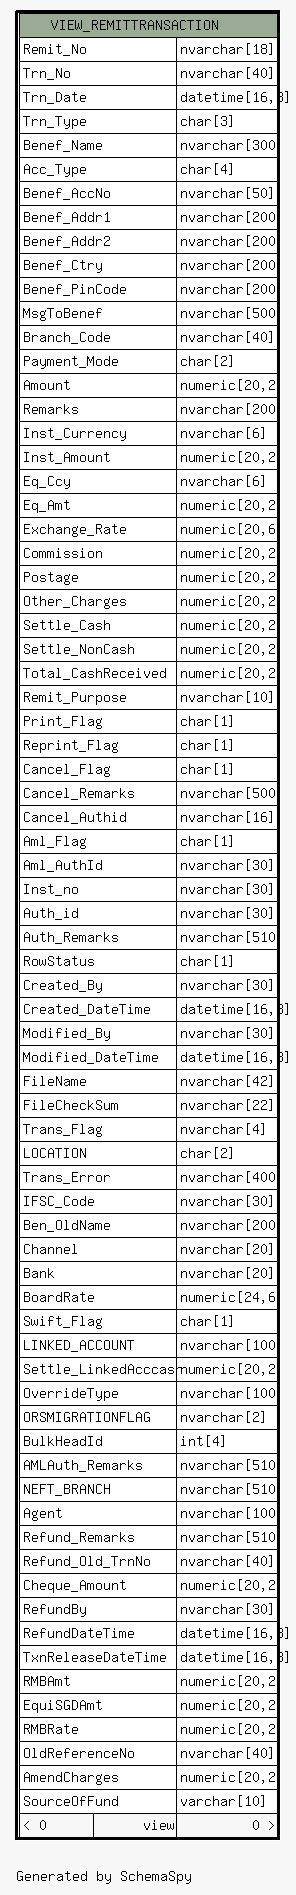 VIEW_REMITTRANSACTION
Remit_No nvarchar[18]
Trn_No nvarchar[40]
Trn_Date datetime[16,3]
Trn_Type char[3]
Benef_Name nvarchar[300
Acc_Type char[4]
Benef_AccNo nvarchar[50]
Benef_Addr1 nvarchar[200
Benef_Addr2 nvarchar[200
Benef_Ctry nvarchar[200
Benef_PinCode nvarchar[200
MsgToBenef nvarchar[500
Branch_Code nvarchar[40]
Payment_Mode char[2]
Amount numeric[20,2
Remarks nvarchar[200
Inst_Currency nvarchar[6]
Inst_Amount numeric[20,2
Eq_Ccy nvarchar[6]
Eq_Amt numeric[20,2
Exchange_Rate numeric[20,6
Commission numeric[20,2
Postage numeric[20,2
Other_Charges numeric[20,2
Settle_Cash numeric[20,2
Settle_NonCash numeric[20,2
Total_CashReceived numeric[20,2
Remit_Purpose nvarchar[10]
Print_Flag char[1]
Reprint_Flag char[1]
Cancel_Flag char[1]
Cancel_Remarks nvarchar[500
Cancel_Authid nvarchar[16]
Aml_Flag char[1]
Aml_AuthId nvarchar[30]
Inst_no nvarchar[30]
Auth_id nvarchar[30]
Auth_Remarks nvarchar[510
RowStatus char[1]
Created_By nvarchar[30]
Created_DateTime datetime[16,3]
Modified_By nvarchar[30]
Modified_DateTime datetime[16,3]
FileName nvarchar[42]
FileCheckSum nvarchar[22]
Trans_Flag nvarchar[4]
LOCATION char[2]
Trans_Error nvarchar[400
IFSC_Code nvarchar[30]
Ben_OldName nvarchar[200
Channel nvarchar[20]
Bank nvarchar[20]
BoardRate numeric[24,6
Swift_Flag char[1]
LINKED_ACCOUNT nvarchar[100
Settle_LinkedAcccas numeric[20,2
OverrideType nvarchar[100
ORSMIGRATIONFLAG nvarchar[2]
BulkHeadId int[4]
AMLAuth_Remarks nvarchar[510
NEFT_BRANCH nvarchar[510
Agent nvarchar[100
Refund_Remarks nvarchar[510
Refund_Old_TrnNo nvarchar[40]
Cheque_Amount numeric[20,2
RefundBy nvarchar[30]
RefundDateTime datetime[16,3]
TxnReleaseDateTime datetime[16,3]
RMBAmt numeric[20,2
EquiSGDAmt numeric[20,2
RMBRate numeric[20,2
OldReferenceNo nvarchar[40]
AmendCharges numeric[20,2
SourceOfFund varchar[10]
< 0 view 0 >
Generated by SchemaSpy